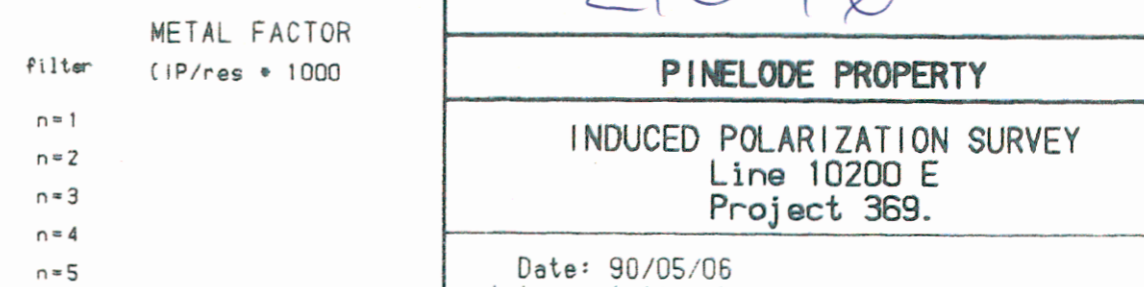 METAL FACTOR
filter (iP/res * 1000
n=1
n=2
n=3
n=4
n=5
PINELODE PROPERTY
INDUCED POLARIZATION SURVEY
Line 10200 E
Project 369.
Date: 90/05/06